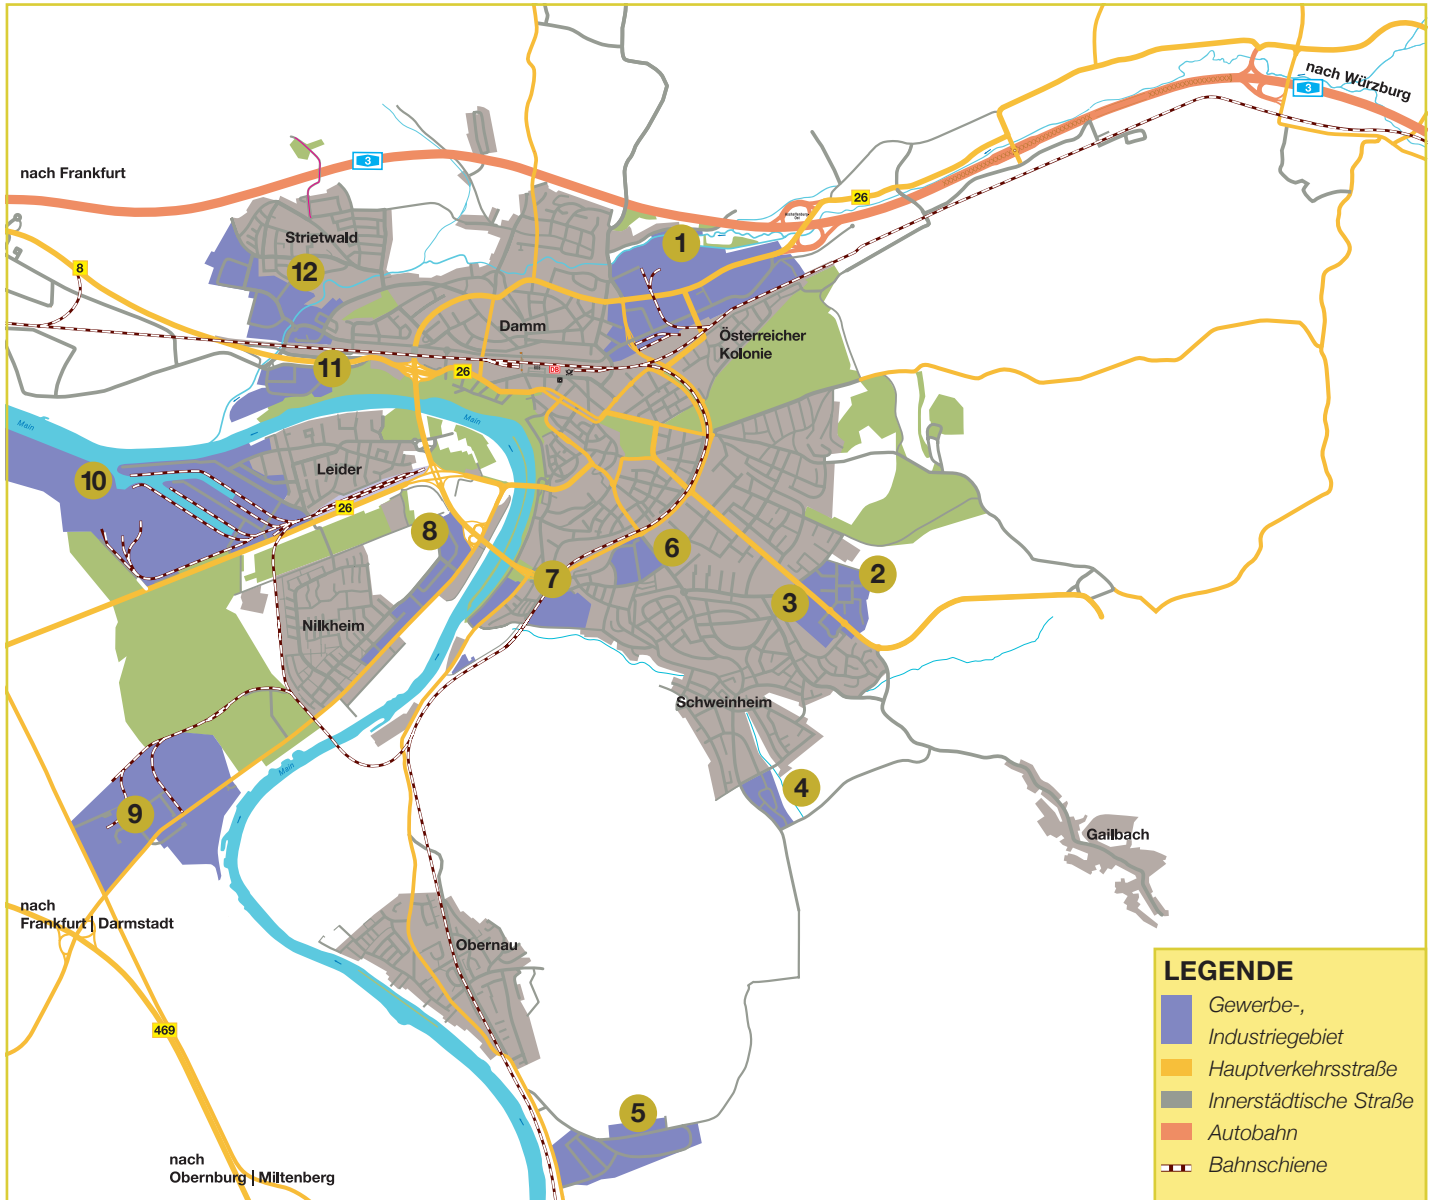 nach Würzburg
3
3
nach Frankfurt
26
Strietwald
1
12
8
Damm
Österreicher
Kolonie
11
26
DB
Main
Main
Leider
10
26
8
6
7
2
3
Nilkheim
Schweinheim
Main
4
9
Gailbach
nach
Frankfurt | Darmstadt
Obernau
469
5
nach
Obernburg | Miltenberg
LEGENDE
Gewerbe-,
Industriegebiet
Hauptverkehrsstraße
Innerstädtische Straße
Autobahn
Bahnschiene